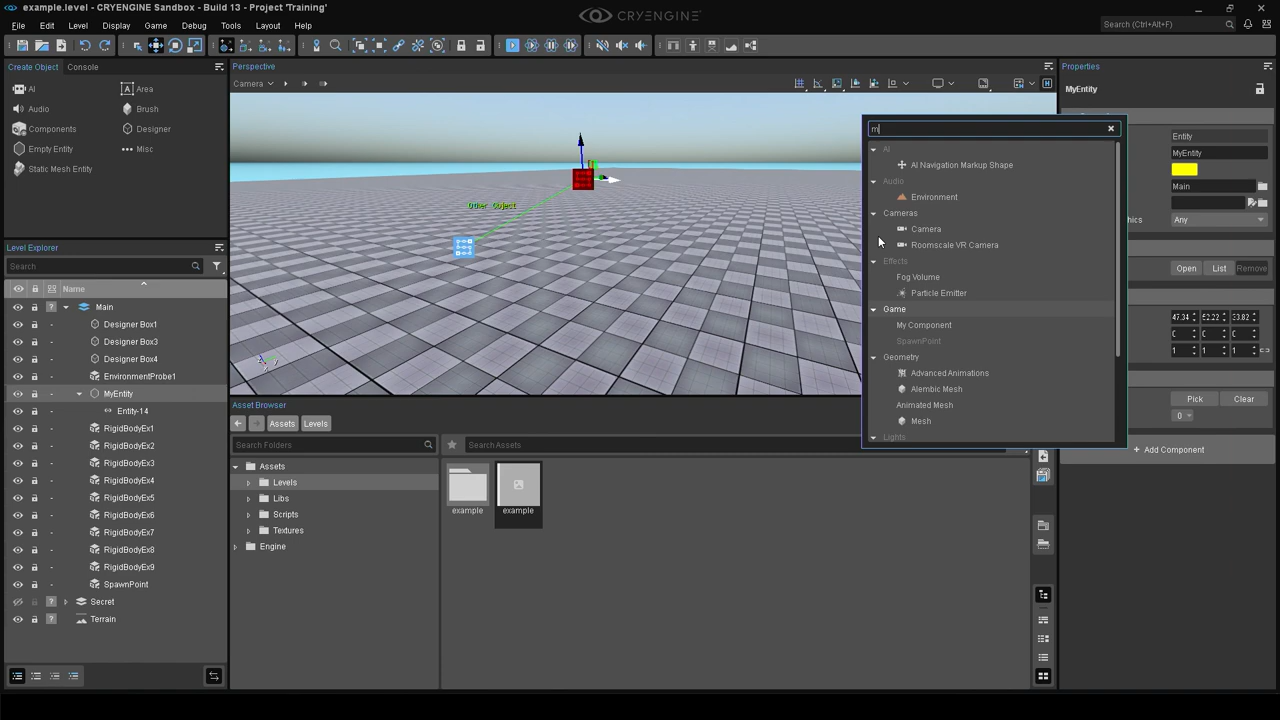 example.level - CRYENGINE Sandbox - Build 13 - Project 'Training'
CRYENGINE
File Edit Level Display Game Debug Tools Layout Help
Search (Ctrl+Alt+F)
Create Object Console
AI Area
Audio Brush
Components Designer
Empty Entity Misc
Static Mesh Entity
Level Explorer
Search
Name
Main
Designer Box1
Designer Box3
Designer Box4
EnvironmentProbe1
MyEntity
Entity-14
RigidBodyEx1
RigidBodyEx2
RigidBodyEx3
RigidBodyEx4
RigidBodyEx5
RigidBodyEx6
RigidBodyEx7
RigidBodyEx8
RigidBodyEx9
SpawnPoint
Secret
Terrain
Perspective
Camera
Other Object
m
AI
AI Navigation Markup Shape
Audio
Environment
Cameras
Camera
Roomscale VR Camera
Effects
Fog Volume
Particle Emitter
Game
My Component
SpawnPoint
Geometry
Advanced Animations
Alembic Mesh
Animated Mesh
Mesh
Lights
Asset Browser
Assets Levels
Search Folders
Search Assets
Assets
Levels
Libs
Scripts
Textures
Engine
example
example
Properties
MyEntity
Entity
MyEntity
Main
Any
Open List Remove
Pick Clear
0
Add Component